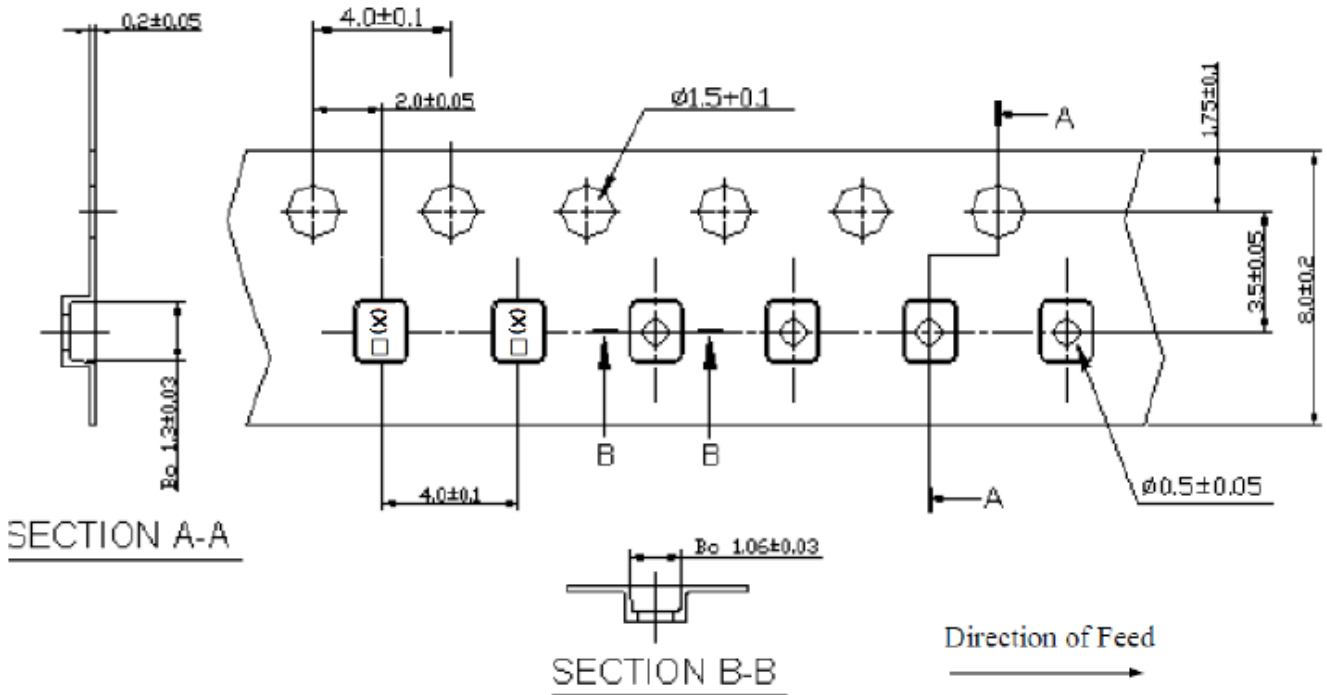 0.2±0.05
4.0±0.1
2.0±0.05
Ø1.5+0.1
A
1.75±0.1
3.5±0.05
8.0±0.2
□(x)
□(x)
Bo 1.3±0.03
B
B
A
4.0±0.1
Ø0.5±0.05
SECTION A-A
Bo 1.06±0.03
SECTION B-B
Direction of Feed